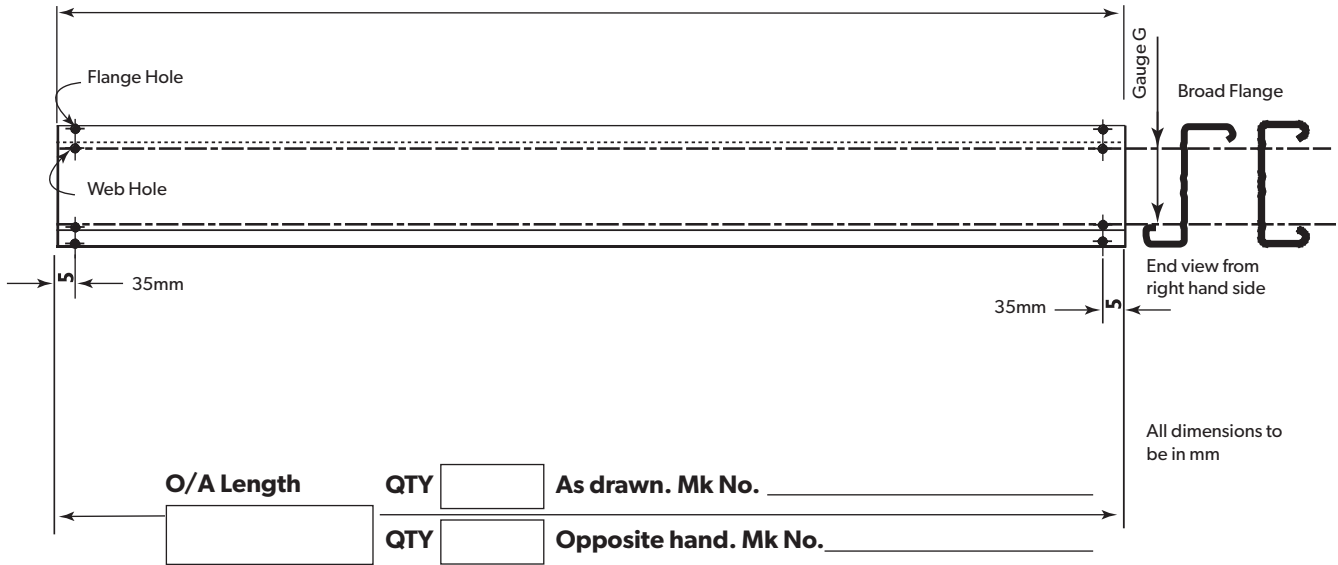 Gauge G
Flange Hole
Broad Flange
Web Hole
End view from
right hand side
5
35mm
35mm
5
All dimensions to
be in mm
O/A Length QTY As drawn. Mk No.
QTY Opposite hand. Mk No.